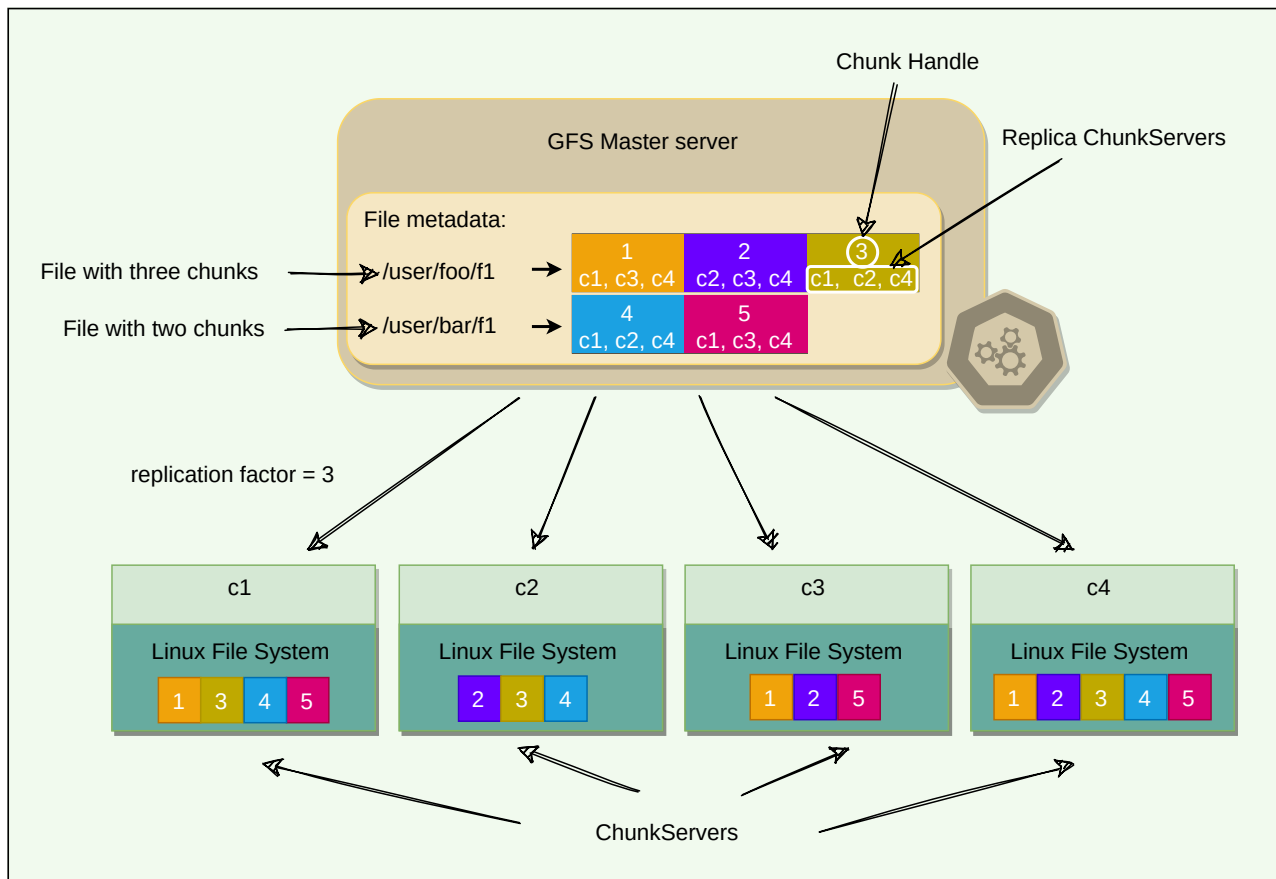 Chunk Handle
GFS Master server
Replica ChunkServers
File metadata:
File with three chunks
/user/foo/f1
1
c1, c3, c4
2
c2, c3, c4
3
c1, c2, c4
File with two chunks
/user/bar/f1
4
c1, c2, c4
5
c1, c3, c4
replication factor = 3
c1
Linux File System
1 3 4 5
c2
Linux File System
2 3 4
c3
Linux File System
1 2 5
c4
Linux File System
1 2 3 4 5
ChunkServers